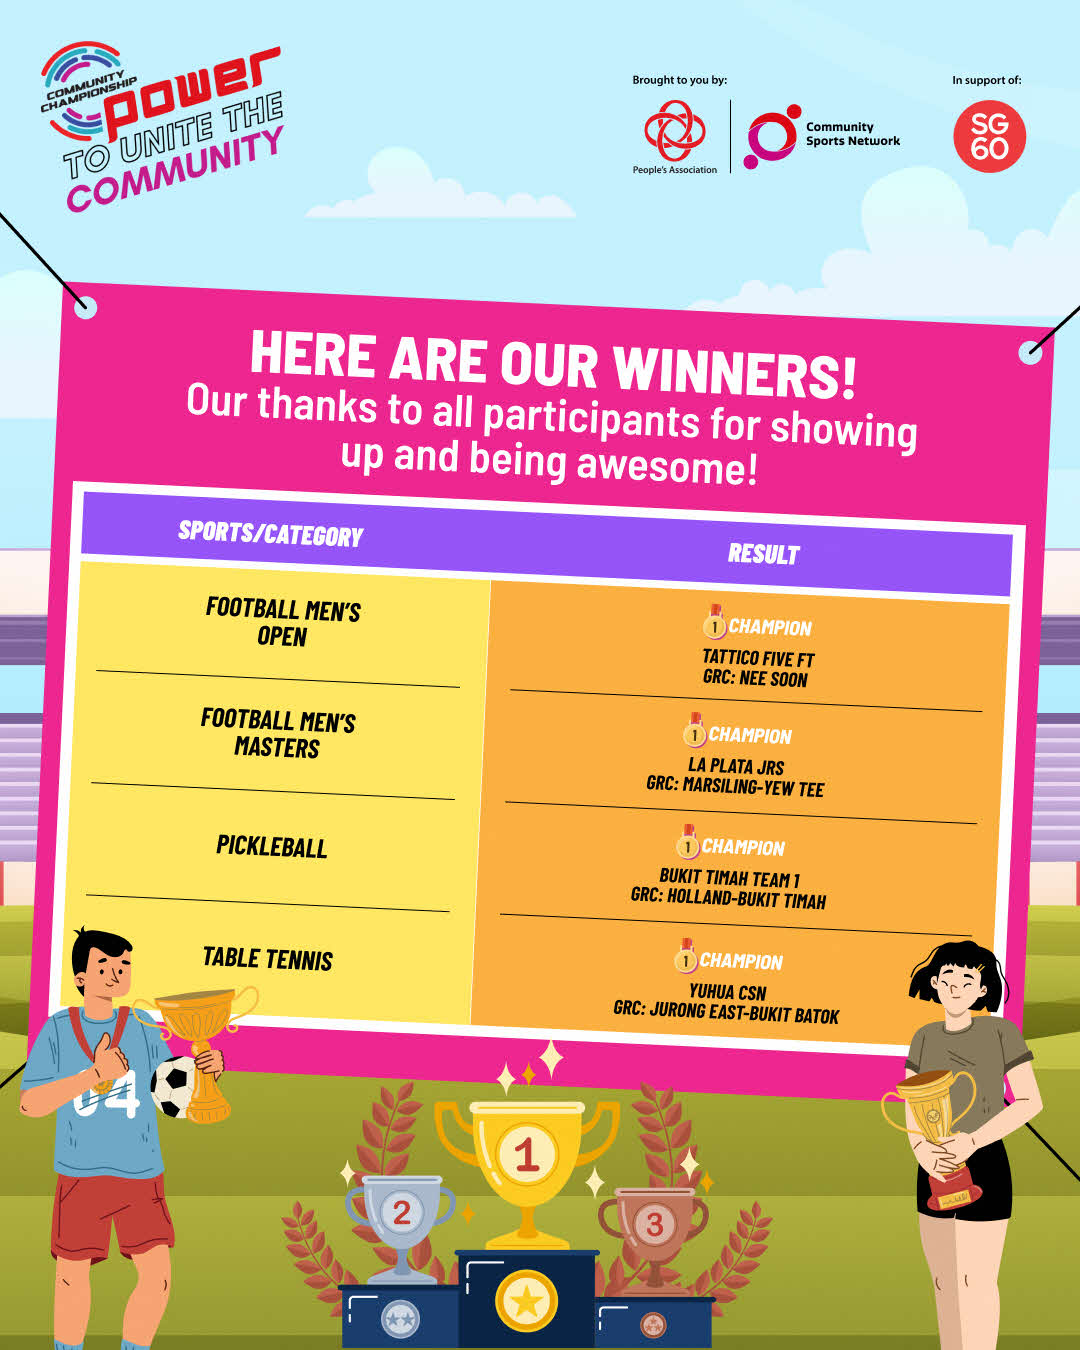 COMMUNITY
CHAMPIONSHIP
POWER
TO UNITE THE
COMMUNITY
Brought to you by:
People's Association
Community
Sports Network
In support of:
SG
60
HERE ARE OUR WINNERS!
Our thanks to all participants for showing
up and being awesome!
SPORTS/CATEGORY
RESULT
FOOTBALL MEN'S
OPEN
1 CHAMPION
TATTICO FIVE FT
GRC: NEE SOON
FOOTBALL MEN'S
MASTERS
1 CHAMPION
LA PLATA JRS
GRC: MARSILING-YEW TEE
PICKLEBALL
1 CHAMPION
BUKIT TIMAH TEAM 1
GRC: HOLLAND-BUKIT TIMAH
TABLE TENNIS
1 CHAMPION
YUHUA CSN
GRC: JURONG EAST-BUKIT BATOK
04
1
2
3